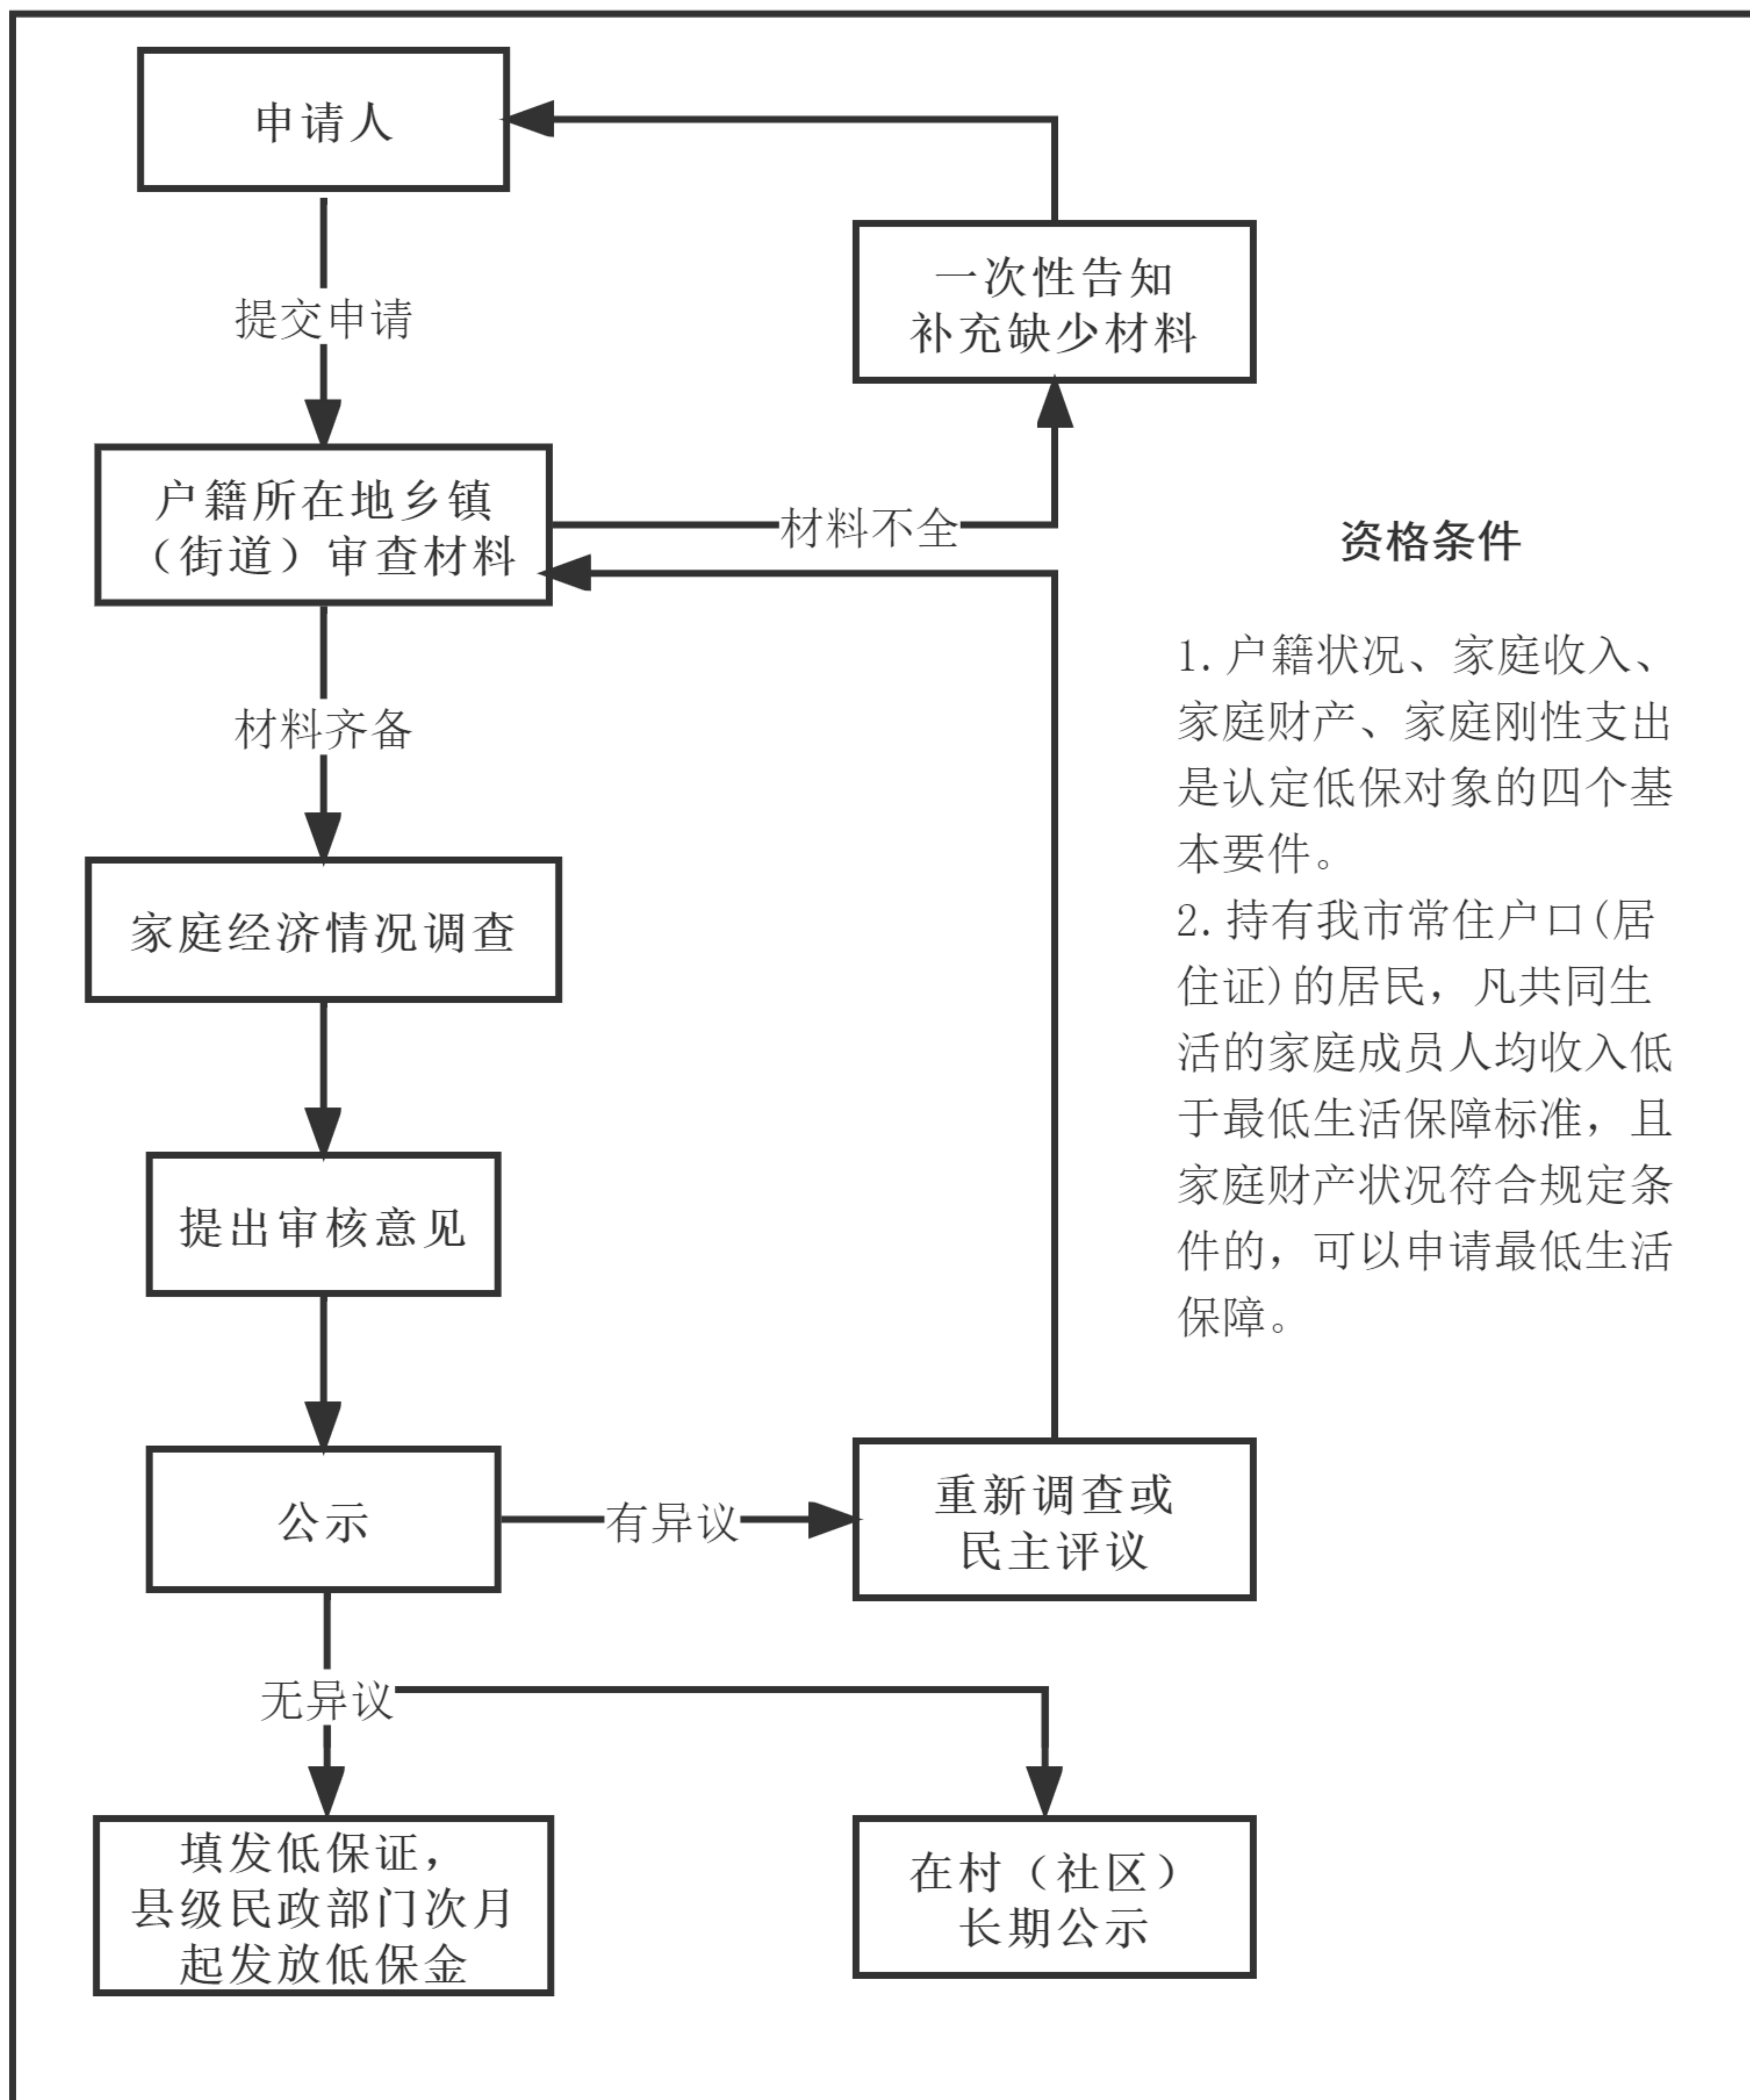 申请人
提交申请
一次性告知
补充缺少材料
户籍所在地乡镇
（街道）审查材料
材料不全
材料齐备
家庭经济情况调查
提出审核意见
公示
有异议
重新调查或
民主评议
无异议
填发低保证，
县级民政部门次月
起发放低保金
在村（社区）
长期公示
资格条件
1. 户籍状况、家庭收入、
家庭财产、家庭刚性支出
是认定低保对象的四个基
本要件。
2. 持有我市常住户口(居
住证)的居民，凡共同生
活的家庭成员人均收入低
于最低生活保障标准，且
家庭财产状况符合规定条
件的，可以申请最低生活
保障。